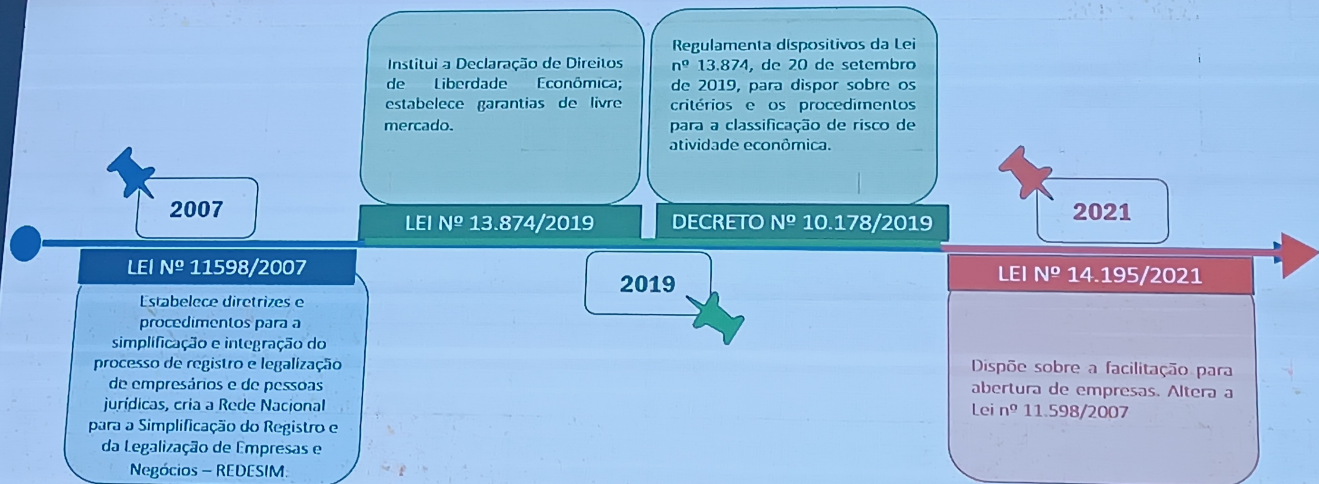 2007
LEI Nº 11598/2007
Estabelece diretrizes e
procedimentos para a
simplificação e integração do
processo de registro e legalização
de empresários e de pessoas
jurídicas, cria a Rede Nacional
para a Simplificação do Registro e
da Legalização de Empresas e
Negócios – REDESIM.
Institui a Declaração de Direitos
de Liberdade Econômica;
estabelece garantias de livre
mercado.
LEI Nº 13.874/2019
Regulamenta dispositivos da Lei
nº 13.874, de 20 de setembro
de 2019, para dispor sobre os
critérios e os procedimentos
para a classificação de risco de
atividade econômica.
DECRETO Nº 10.178/2019
2019
2021
LEI Nº 14.195/2021
Dispõe sobre a facilitação para
abertura de empresas. Altera a
Lei nº 11.598/2007